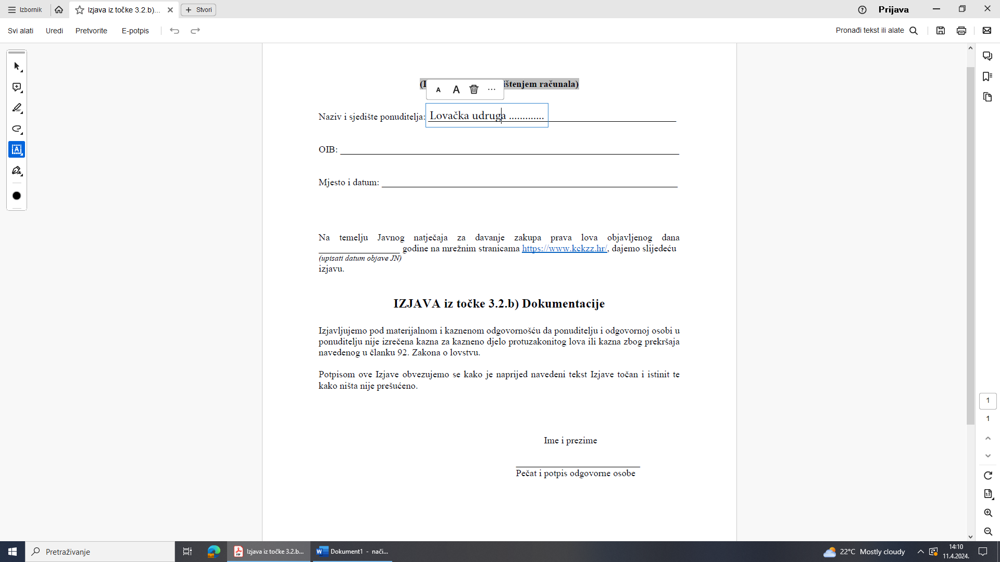 Izbornik
Izjava iz točke 3.2.b)...
Stvori
Prijava
Svi alati
Uredi
Pretvorite
E-potpis
Pronađi tekst ili alate
(I
ištenjem računala)
A A ...
Naziv i sjedište ponuditelja: Lovačka udruga .............
OIB:
Mjesto i datum:
Na temelju Javnog natječaja za davanje zakupa prava lova objavljenog dana
godine na mrežnim stranicama https://www.kckzz.hr/, dajemo slijedeću
(upisati datum objave JN)
izjavu.
IZJAVA iz točke 3.2.b) Dokumentacije
Izjavljujemo pod materijalnom i kaznenom odgovornošću da ponuditelju i odgovornoj osobi u
ponuditelju nije izrečena kazna za kazneno djelo protuzakonitog lova ili kazna zbog prekršaja
navedenog u članku 92. Zakona o lovstvu.
Potpisom ove Izjave obvezujemo se kako je naprijed navedeni tekst Izjave točan i istinit te
kako ništa nije prešućeno.
Ime i prezime
Pečat i potpis odgovorne osobe
1
1
Pretraživanje
Izjava iz točke 3.2.b...
Dokument1 - nači...
22°C Mostly cloudy
14:10
11.4.2024.